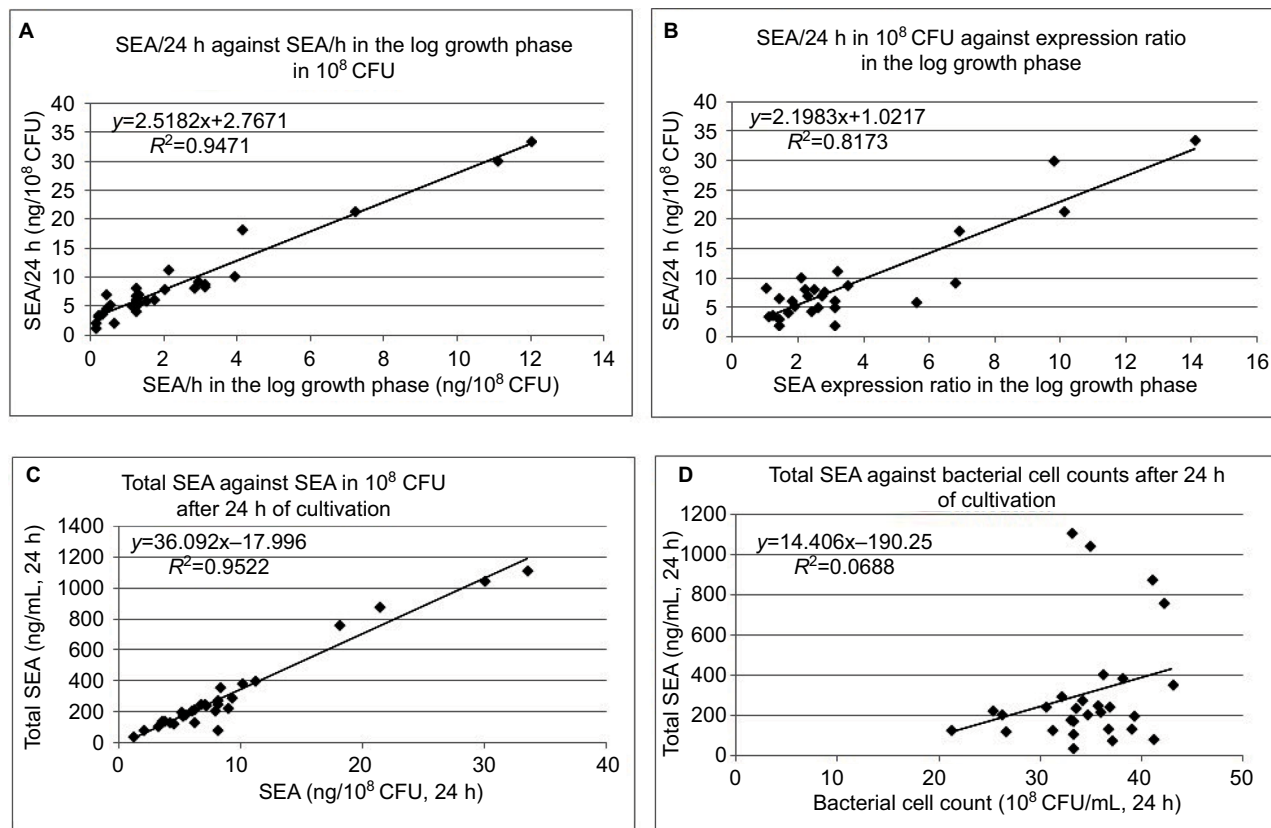 A
SEA/24 h against SEA/h in the log growth phase
in 10⁸ CFU
y=2.5182x+2.7671
R²=0.9471
SEA/24 h (ng/10⁸ CFU)
40
35
30
25
20
15
10
5
0
0 2 4 6 8 10 12 14
SEA/h in the log growth phase (ng/10⁸ CFU)
B
SEA/24 h in 10⁸ CFU against expression ratio
in the log growth phase
y=2.1983x+1.0217
R²=0.8173
SEA/24 h (ng/10⁸ CFU)
40
35
30
25
20
15
10
5
0
0 2 4 6 8 10 12 14 16
SEA expression ratio in the log growth phase
C
Total SEA against SEA in 10⁸ CFU
after 24 h of cultivation
y=36.092x–17.996
R²=0.9522
Total SEA (ng/mL, 24 h)
1400
1200
1000
800
600
400
200
0
0 10 20 30 40
SEA (ng/10⁸ CFU, 24 h)
D
Total SEA against bacterial cell counts after 24 h
of cultivation
y=14.406x–190.25
R²=0.0688
Total SEA (ng/mL, 24 h)
1200
1000
800
600
400
200
0
0 10 20 30 40 50
Bacterial cell count (10⁸ CFU/mL, 24 h)